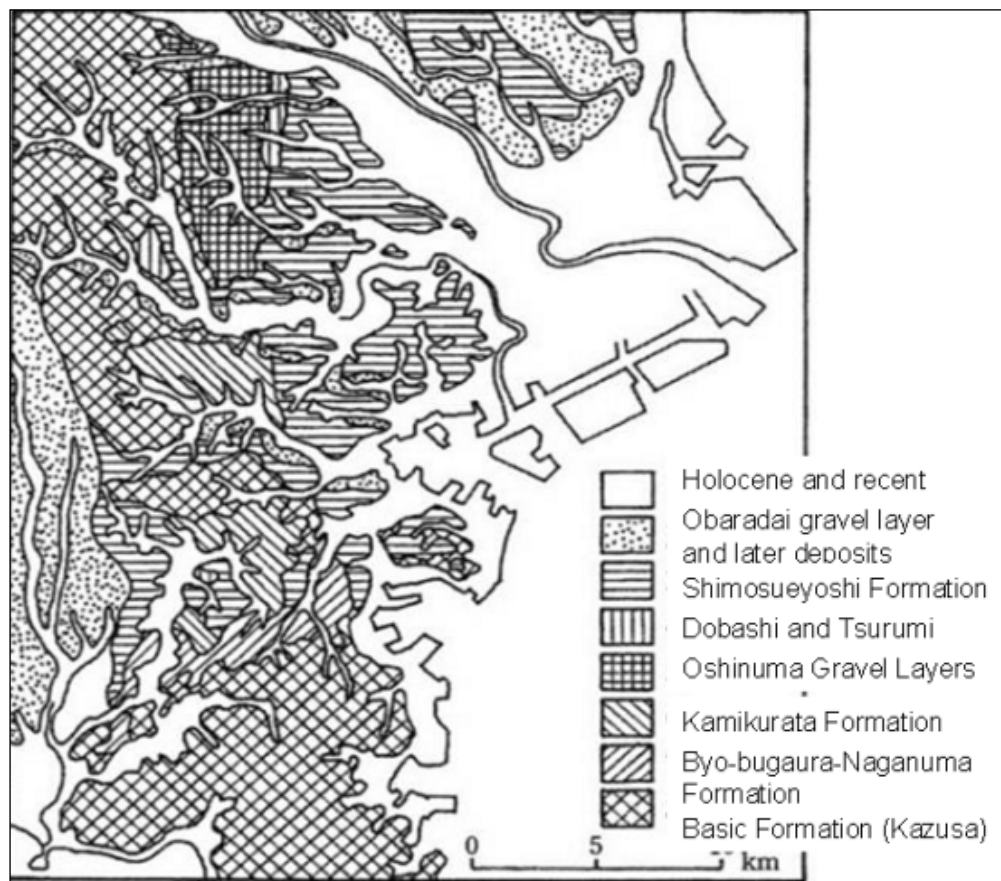 Holocene and recent
Obaradai gravel layer
and later deposits
Shimosueyoshi Formation
Dobashi and Tsurumi
Oshinuma Gravel Layers
Kamikurata Formation
Byo-bugaura-Naganuma
Formation
Basic Formation (Kazusa)
0 5
km